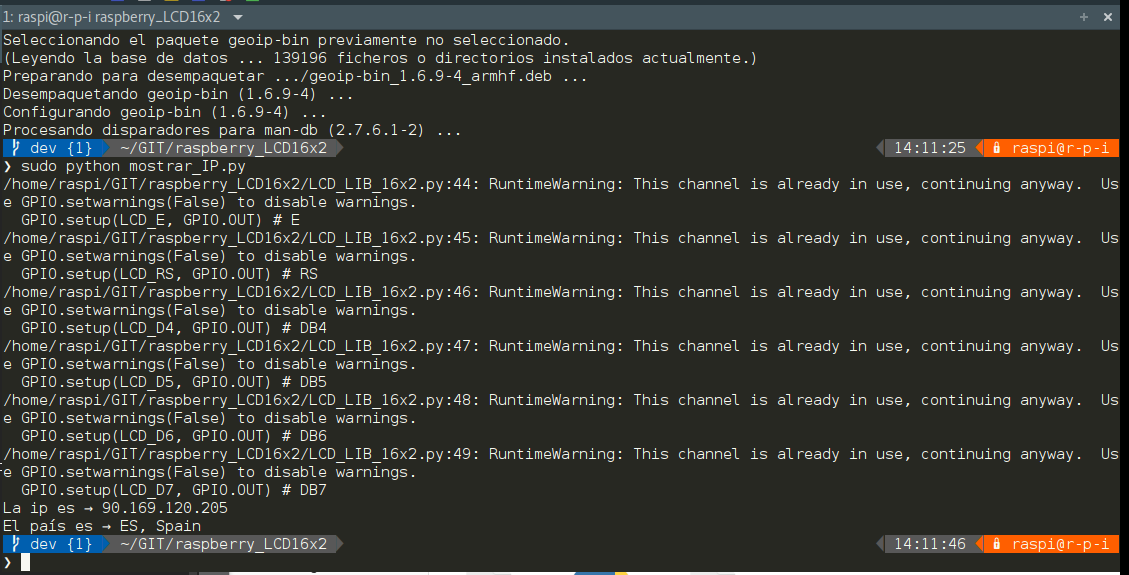 1: raspi@r-p-i raspberry_LCD16x2
Seleccionando el paquete geoip-bin previamente no seleccionado.
(Leyendo la base de datos ... 139196 ficheros o directorios instalados actualmente.)
Preparando para desempaquetar .../geoip-bin_1.6.9-4_armhf.deb ...
Desempaquetando geoip-bin (1.6.9-4) ...
Configurando geoip-bin (1.6.9-4) ...
Procesando disparadores para man-db (2.7.6.1-2) ...
dev {1} ~/GIT/raspberry_LCD16x2 14:11:25 raspi@r-p-i
❯ sudo python mostrar_IP.py
/home/raspi/GIT/raspberry_LCD16x2/LCD_LIB_16x2.py:44: RuntimeWarning: This channel is already in use, continuing anyway.  Us
e GPIO.setwarnings(False) to disable warnings.
  GPIO.setup(LCD_E, GPIO.OUT) # E
/home/raspi/GIT/raspberry_LCD16x2/LCD_LIB_16x2.py:45: RuntimeWarning: This channel is already in use, continuing anyway.  Us
e GPIO.setwarnings(False) to disable warnings.
  GPIO.setup(LCD_RS, GPIO.OUT) # RS
/home/raspi/GIT/raspberry_LCD16x2/LCD_LIB_16x2.py:46: RuntimeWarning: This channel is already in use, continuing anyway.  Us
e GPIO.setwarnings(False) to disable warnings.
  GPIO.setup(LCD_D4, GPIO.OUT) # DB4
/home/raspi/GIT/raspberry_LCD16x2/LCD_LIB_16x2.py:47: RuntimeWarning: This channel is already in use, continuing anyway.  Us
e GPIO.setwarnings(False) to disable warnings.
  GPIO.setup(LCD_D5, GPIO.OUT) # DB5
/home/raspi/GIT/raspberry_LCD16x2/LCD_LIB_16x2.py:48: RuntimeWarning: This channel is already in use, continuing anyway.  Us
e GPIO.setwarnings(False) to disable warnings.
  GPIO.setup(LCD_D6, GPIO.OUT) # DB6
/home/raspi/GIT/raspberry_LCD16x2/LCD_LIB_16x2.py:49: RuntimeWarning: This channel is already in use, continuing anyway.  Us
e GPIO.setwarnings(False) to disable warnings.
  GPIO.setup(LCD_D7, GPIO.OUT) # DB7
La ip es → 90.169.120.205
El país es → ES, Spain
dev {1} ~/GIT/raspberry_LCD16x2 14:11:46 raspi@r-p-i
❯